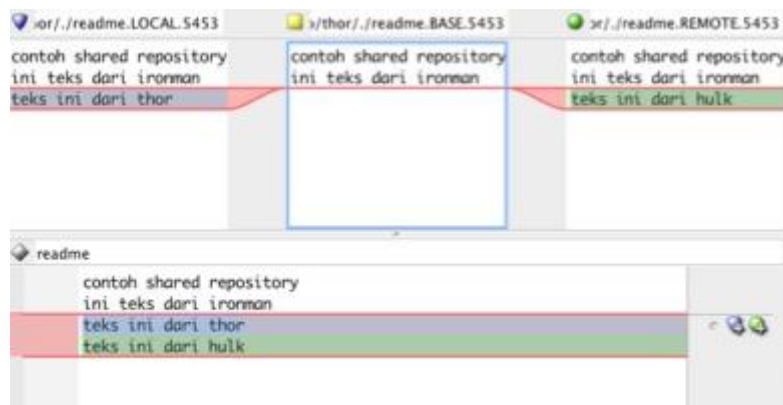 or/./readme.LOCAL.5453
/thor/./readme.BASE.5453
/./readme.REMOTE.5453
contoh shared repository
ini teks dari ironman
teks ini dari thor
contoh shared repository
ini teks dari ironman
contoh shared repository
ini teks dari ironman
teks ini dari hulk
readme
contoh shared repository
ini teks dari ironman
teks ini dari thor
teks ini dari hulk